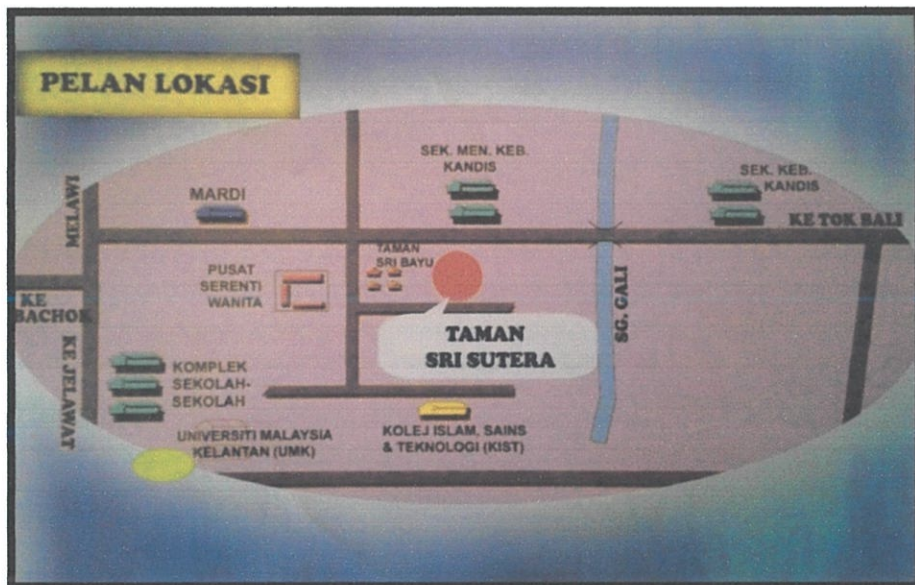 PELAN LOKASI
SEK. MEN. KEB.
KANDIS
SEK. KEB.
KANDIS
MELAWI
MARDI
KE TOK BALI
TAMAN
SRI BAYU
PUSAT
SERENTI
WANITA
KE
BACHOK
SG. GALI
TAMAN
SRI SUTERA
KE JELAWAT
KOMPLEK
SEKOLAH-
SEKOLAH
UNIVERSITI MALAYSIA
KELANTAN (UMK)
KOLEJ ISLAM, SAINS
& TEKNOLOGI (KIST)